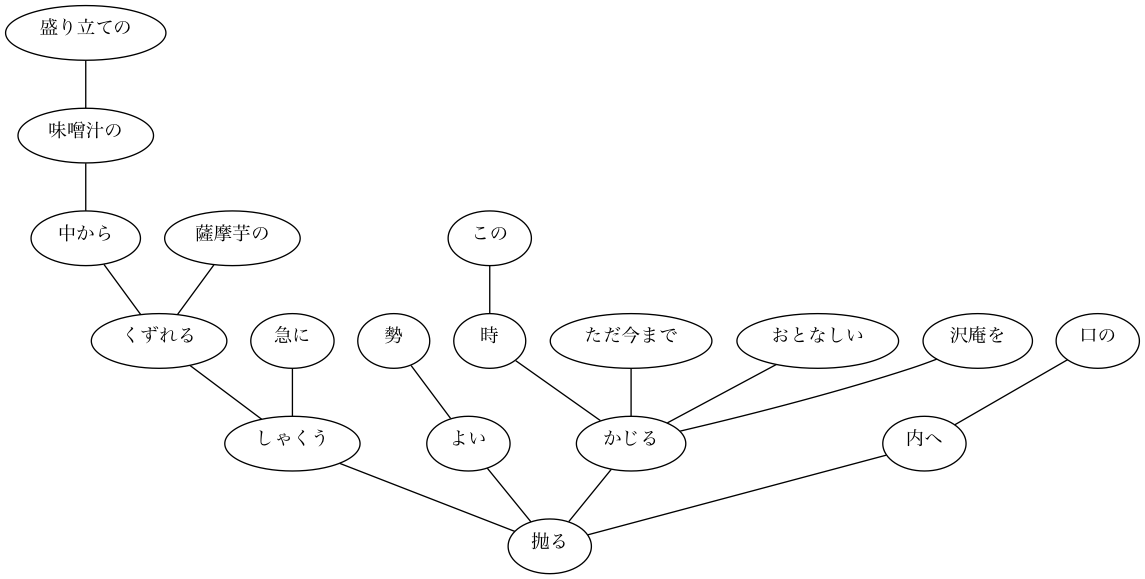 盛り立ての
味噌汁の
中から
薩摩芋の
この
くずれる
急に
勢
時
ただ今まで
おとなしい
沢庵を
口の
しゃくう
よい
かじる
内へ
抛る